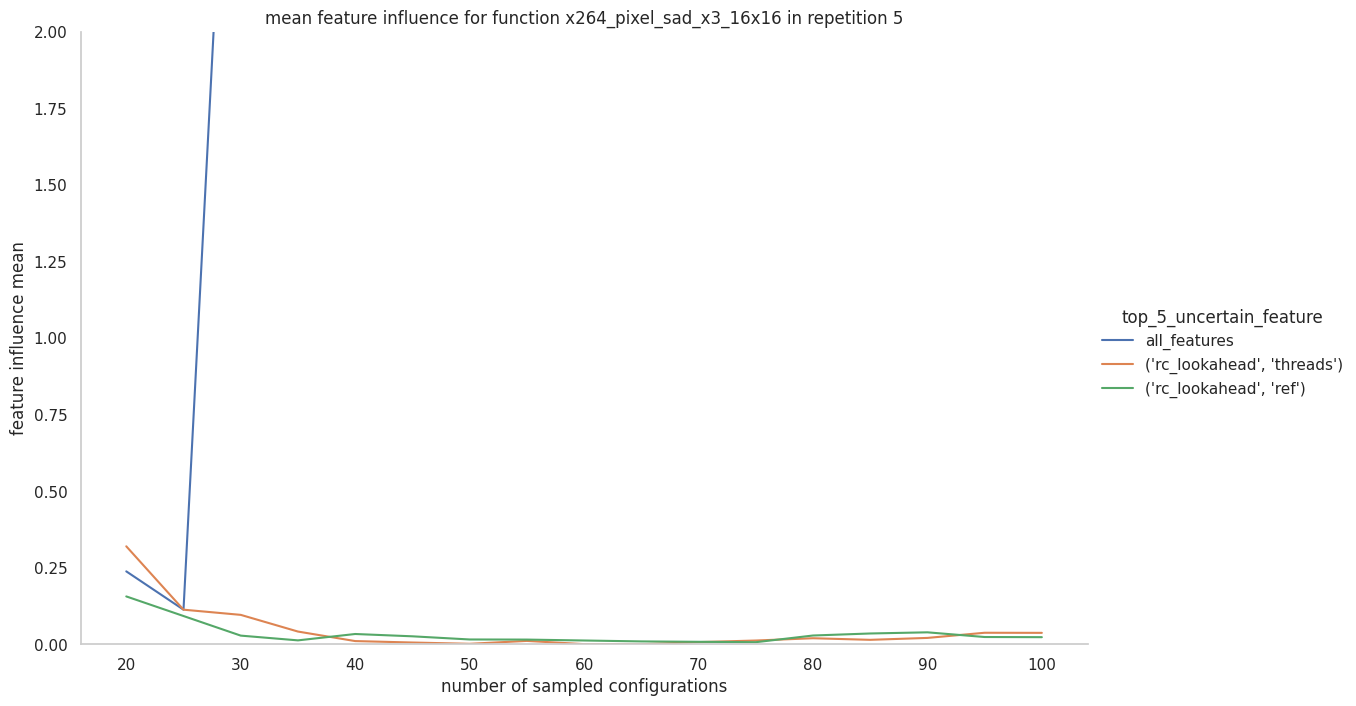 mean feature influence for function x264_pixel_sad_x3_16x16 in repetition 5
2.00
1.75
1.50
1.25
1.00
0.75
0.50
0.25
0.00
feature influence mean
20 30 40 50 60 70 80 90 100
number of sampled configurations
top_5_uncertain_feature
all_features
('rc_lookahead', 'threads')
('rc_lookahead', 'ref')